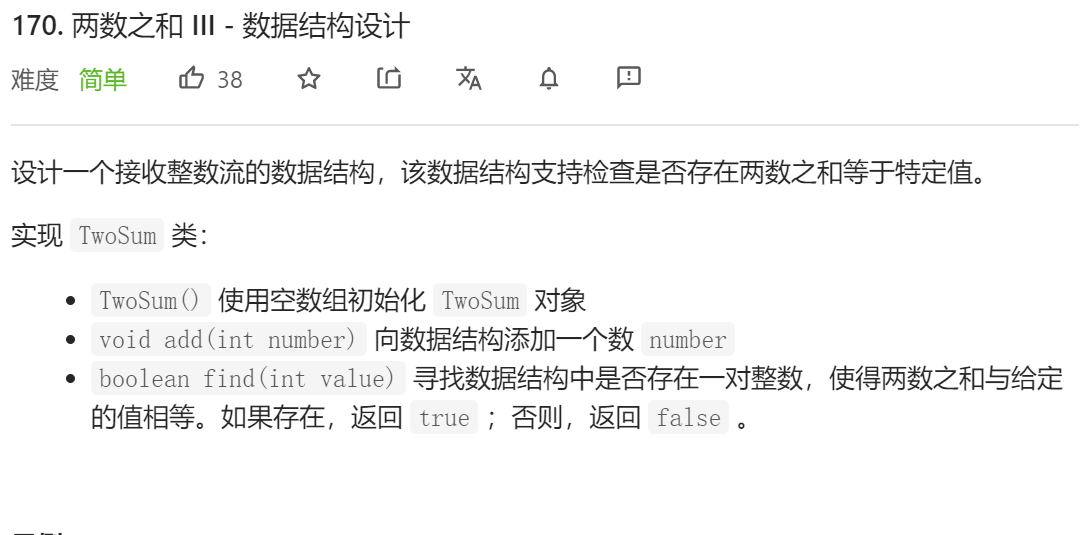 170. 两数之和 III - 数据结构设计
难度 简单 38
设计一个接收整数流的数据结构，该数据结构支持检查是否存在两数之和等于特定值。
实现 TwoSum 类：
TwoSum() 使用空数组初始化 TwoSum 对象
void add(int number) 向数据结构添加一个数 number
boolean find(int value) 寻找数据结构中是否存在一对整数，使得两数之和与给定
的值相等。如果存在，返回 true ；否则，返回 false 。